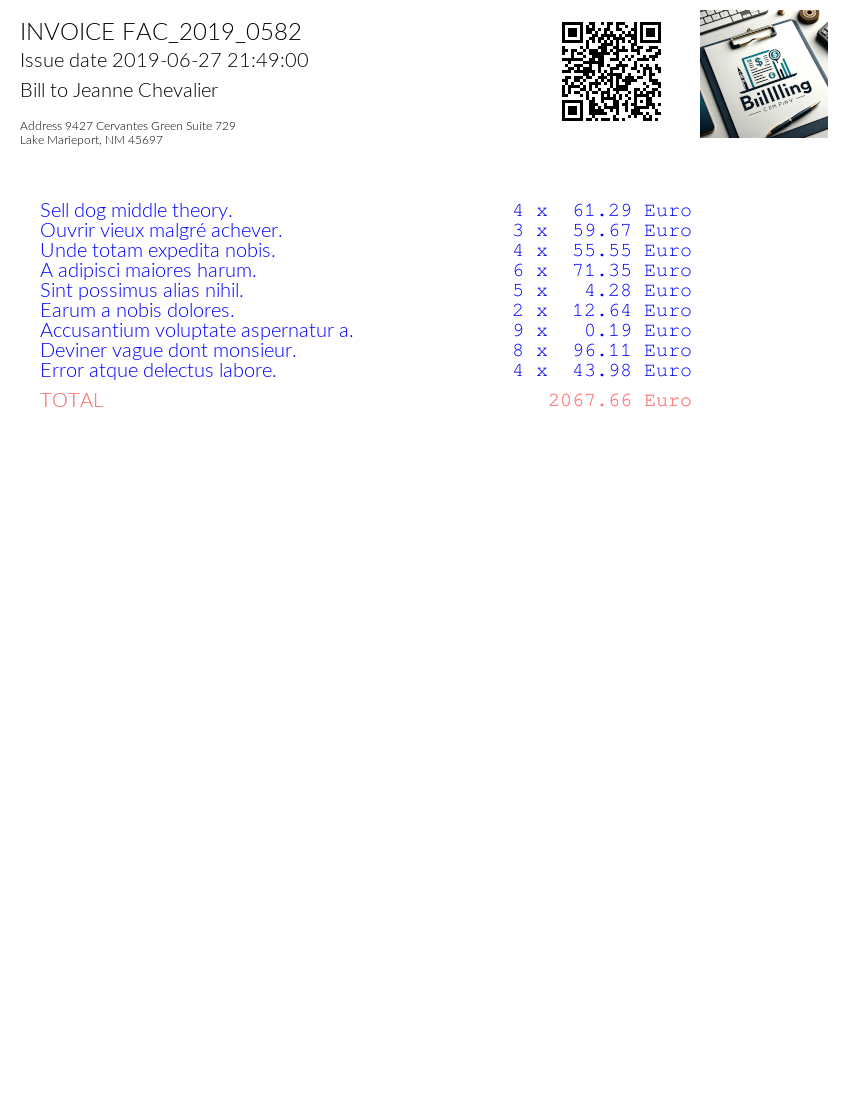 INVOICE FAC_2019_0582
Issue date 2019-06-27 21:49:00
Bill to Jeanne Chevalier
Address 9427 Cervantes Green Suite 729
Lake Marieport, NM 45697
Biillling
COMPANY
Sell dog middle theory. 4 x 61.29 Euro
Ouvrir vieux malgré achever. 3 x 59.67 Euro
Unde totam expedita nobis. 4 x 55.55 Euro
A adipisci maiores harum. 6 x 71.35 Euro
Sint possimus alias nihil. 5 x 4.28 Euro
Earum a nobis dolores. 2 x 12.64 Euro
Accusantium voluptate aspernatur a. 9 x 0.19 Euro
Deviner vague dont monsieur. 8 x 96.11 Euro
Error atque delectus labore. 4 x 43.98 Euro
TOTAL 2067.66 Euro